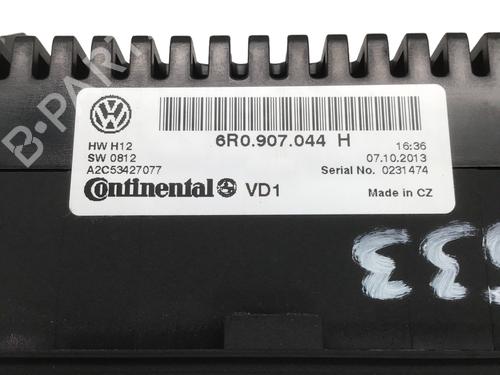 B-PARTS
HW H12
SW 0812
A2C53427077
6R0.907.044 H
16:36
07.10.2013
Serial No. 0231474
Continental VD1
Made in CZ
533